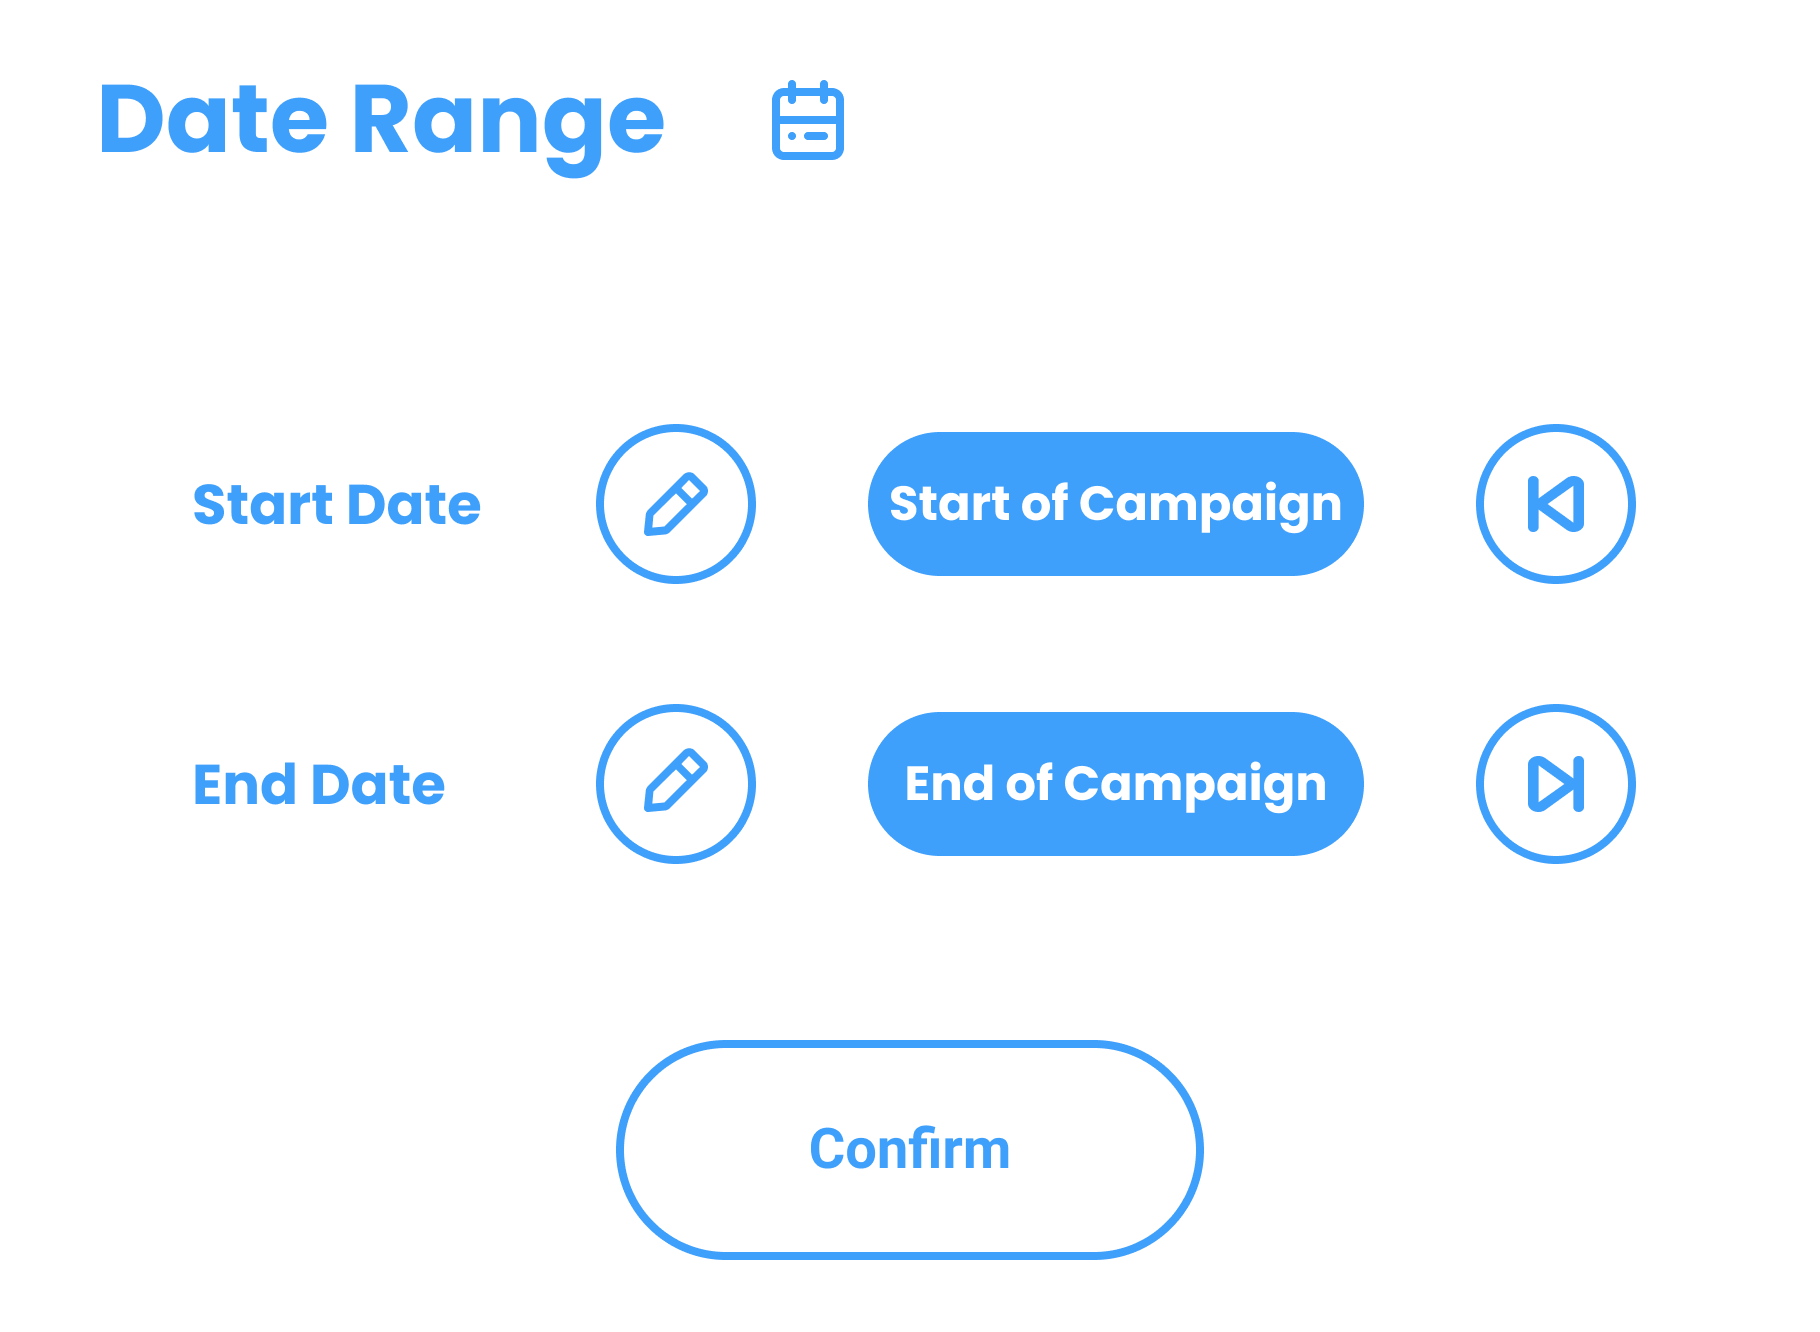 Date Range
Start Date
Start of Campaign
End Date
End of Campaign
Confirm